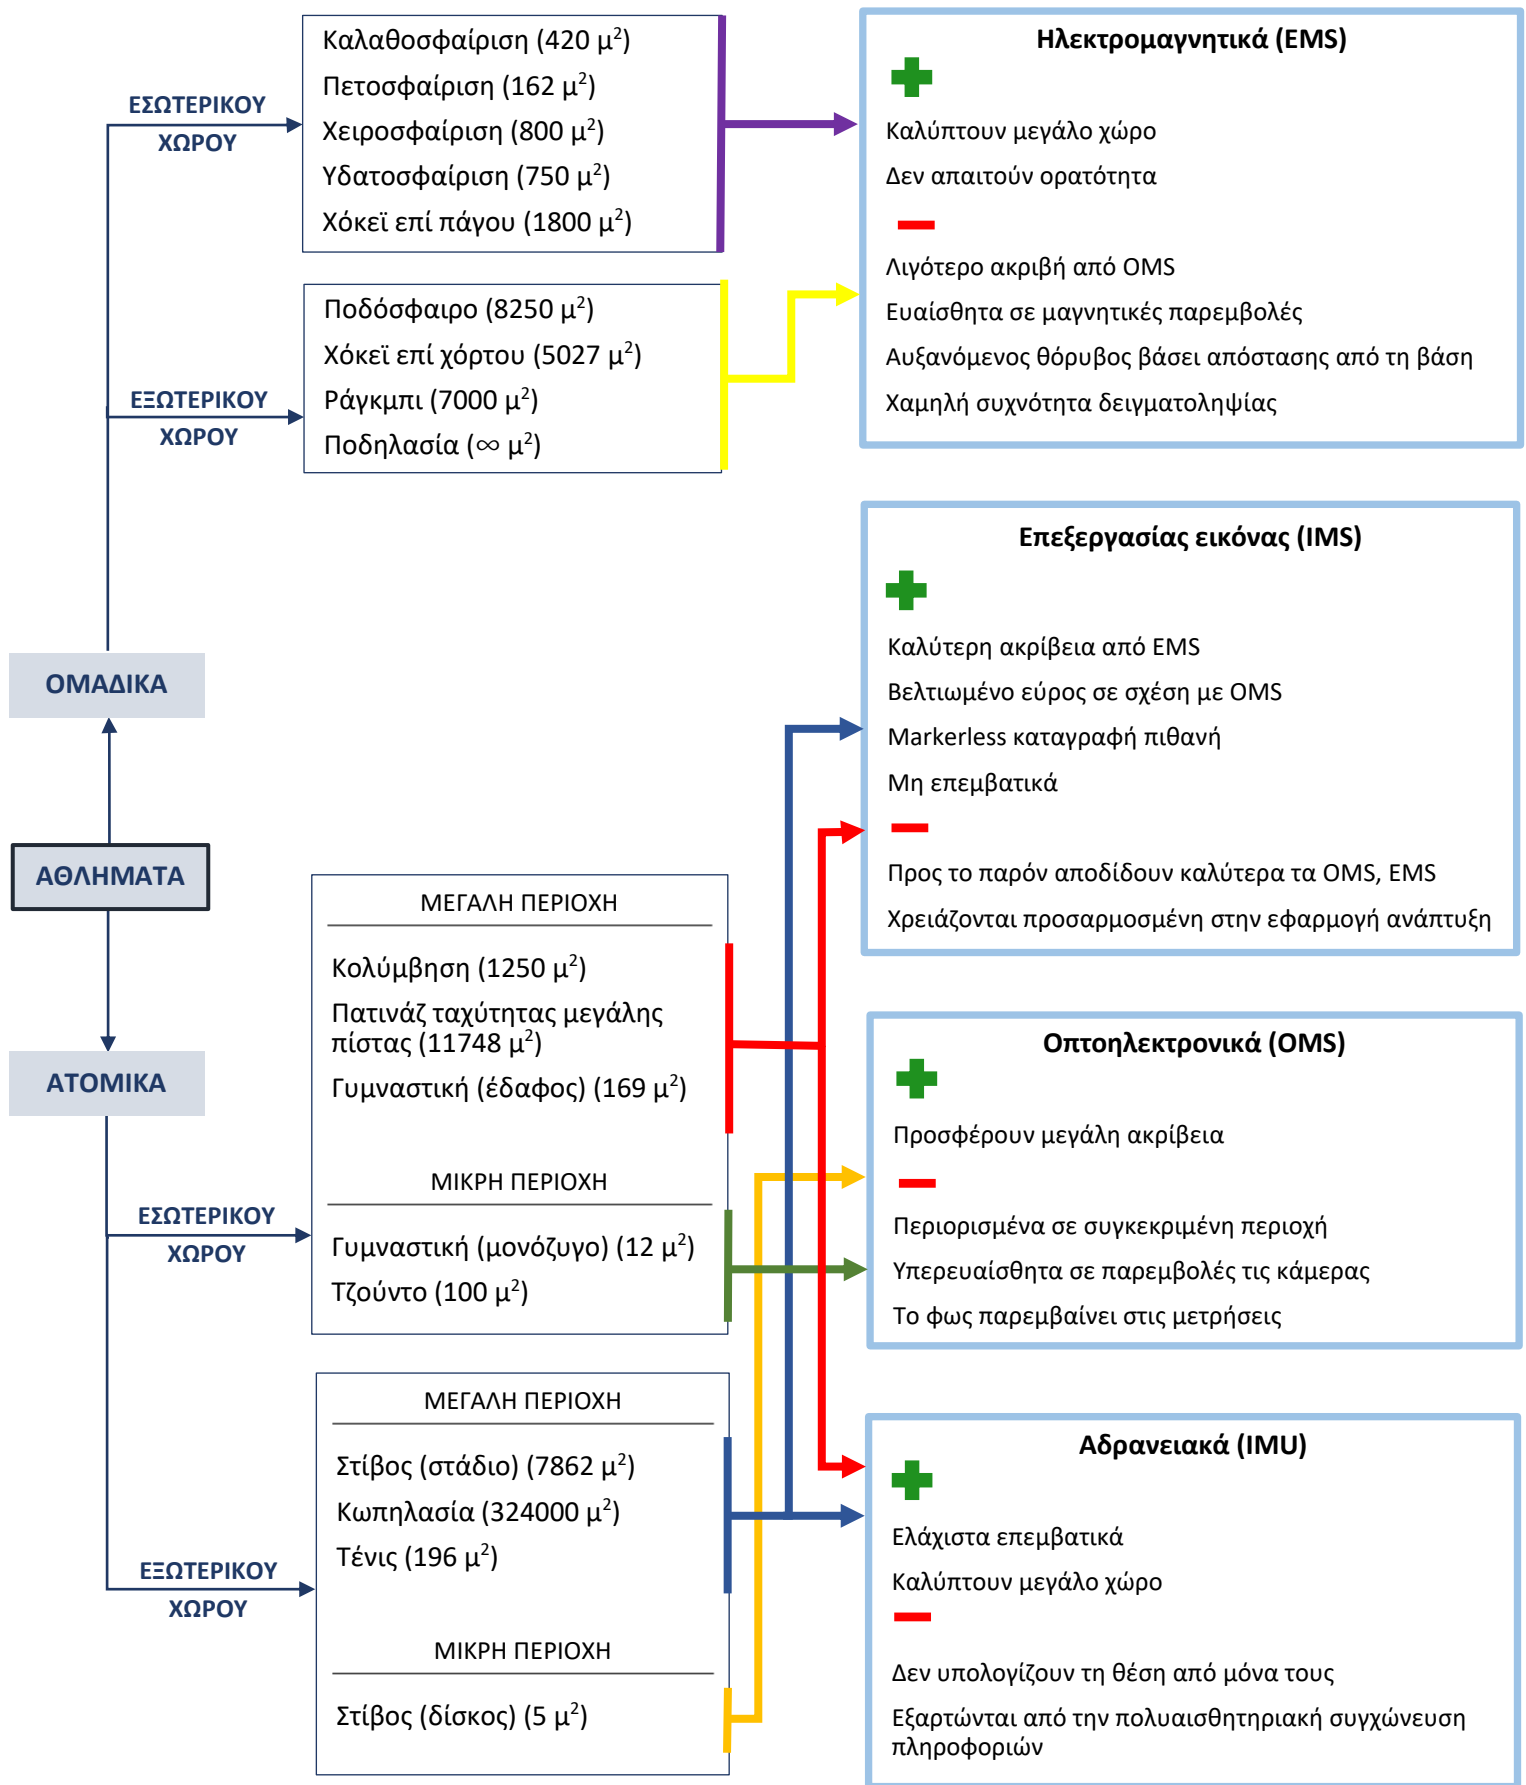 Καλαθοσφαίριση (420 μ²)
Πετοσφαίριση (162 μ²)
Χειροσφαίριση (800 μ²)
Υδατοσφαίριση (750 μ²)
Χόκεϊ επί πάγου (1800 μ²)
ΕΣΩΤΕΡΙΚΟΥ
ΧΩΡΟΥ
Ποδόσφαιρο (8250 μ²)
Χόκεϊ επί χόρτου (5027 μ²)
Ράγκμπι (7000 μ²)
Ποδηλασία (∞ μ²)
ΕΞΩΤΕΡΙΚΟΥ
ΧΩΡΟΥ
ΟΜΑΔΙΚΑ
ΑΘΛΗΜΑΤΑ
ΑΤΟΜΙΚΑ
ΜΕΓΑΛΗ ΠΕΡΙΟΧΗ
Κολύμβηση (1250 μ²)
Πατινάζ ταχύτητας μεγάλης
πίστας (11748 μ²)
Γυμναστική (έδαφος) (169 μ²)
ΜΙΚΡΗ ΠΕΡΙΟΧΗ
Γυμναστική (μονόζυγο) (12 μ²)
Τζούντο (100 μ²)
ΕΣΩΤΕΡΙΚΟΥ
ΧΩΡΟΥ
ΜΕΓΑΛΗ ΠΕΡΙΟΧΗ
Στίβος (στάδιο) (7862 μ²)
Κωπηλασία (324000 μ²)
Τένις (196 μ²)
ΜΙΚΡΗ ΠΕΡΙΟΧΗ
Στίβος (δίσκος) (5 μ²)
ΕΞΩΤΕΡΙΚΟΥ
ΧΩΡΟΥ
Ηλεκτρομαγνητικά (EMS)
Καλύπτουν μεγάλο χώρο
Δεν απαιτούν ορατότητα
Λιγότερο ακριβή από OMS
Ευαίσθητα σε μαγνητικές παρεμβολές
Αυξανόμενος θόρυβος βάσει απόστασης από τη βάση
Χαμηλή συχνότητα δειγματοληψίας
Επεξεργασίας εικόνας (IMS)
Καλύτερη ακρίβεια από EMS
Βελτιωμένο εύρος σε σχέση με OMS
Markerless καταγραφή πιθανή
Μη επεμβατικά
Προς το παρόν αποδίδουν καλύτερα τα OMS, EMS
Χρειάζονται προσαρμοσμένη στην εφαρμογή ανάπτυξη
Οπτοηλεκτρονικά (OMS)
Προσφέρουν μεγάλη ακρίβεια
Περιορισμένα σε συγκεκριμένη περιοχή
Υπερευαίσθητα σε παρεμβολές τις κάμερας
Το φως παρεμβαίνει στις μετρήσεις
Αδρανειακά (IMU)
Ελάχιστα επεμβατικά
Καλύπτουν μεγάλο χώρο
Δεν υπολογίζουν τη θέση από μόνα τους
Εξαρτώνται από την πολυαισθητηριακή συγχώνευση
πληροφοριών